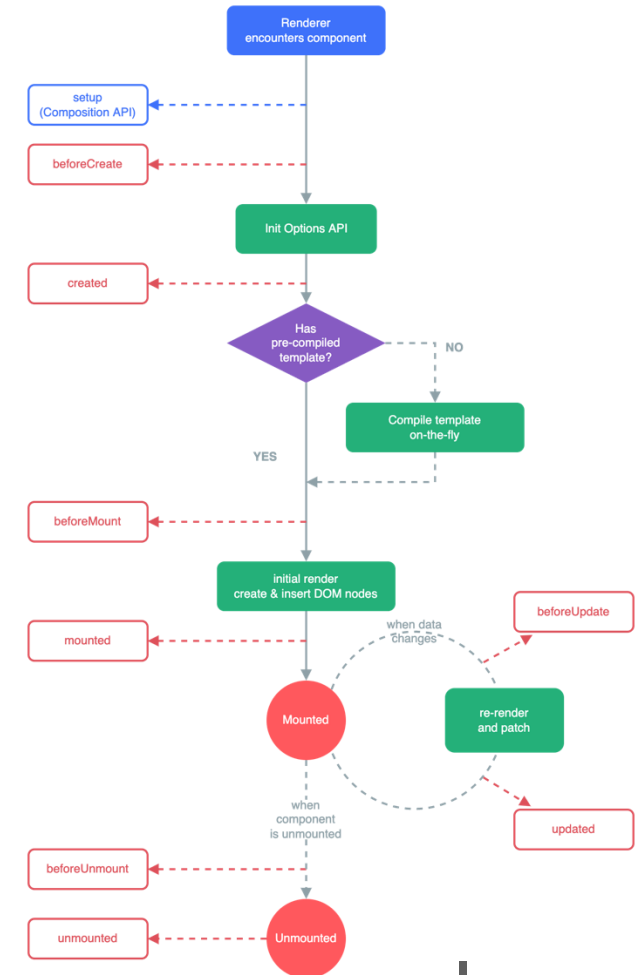 Renderer
encounters component
setup
(Composition API)
beforeCreate
Init Options API
created
Has
pre-compiled
template?
NO
Compile template
on-the-fly
YES
beforeMount
initial render
create & insert DOM nodes
mounted
when data
changes
beforeUpdate
Mounted
re-render
and patch
when
component
is unmounted
updated
beforeUnmount
unmounted
Unmounted